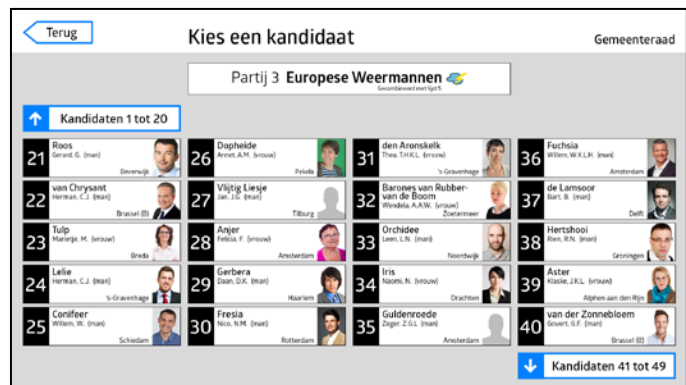 Terug
Kies een kandidaat
Gemeenteraad
Partij 3 Europese Weermannen
Gecombineerd met lijst 5
Kandidaten 1 tot 20
21 Roos
Gerard, G. (man)
Beverwijk
22 van Chrysant
Herman, C.J. (man)
Brussel (B)
23 Tulp
Marietje, M. (vrouw)
Breda
24 Lelie
Herman, C.J. (man)
's-Gravenhage
25 Conifeer
Willem, W. (man)
Schiedam
26 Dopheide
Annet, A.M. (vrouw)
Pekela
27 Vlijtig Liesje
Jan, J.G. (man)
Tilburg
28 Anjer
Felicia, F. (vrouw)
Amsterdam
29 Gerbera
Daan, D.K. (man)
Haarlem
30 Fresia
Nico, N.M. (man)
Rotterdam
31 den Aronskelk
Thea, T.H.K.L. (vrouw)
's-Gravenhage
32 Barones van Rubber-
van de Boom
Wendela, A.A.W. (vrouw)
Zoetermeer
33 Orchidee
Leen, L.N. (man)
Noordwijk
34 Iris
Naomi, N. (vrouw)
Drachten
35 Guldenroede
Zeger, Z.G.L. (man)
Amsterdam
36 Fuchsia
Willem, W.K.L.H. (man)
Amsterdam
37 de Lamsoor
Bart, B. (man)
Delft
38 Hertshooi
Rien, R.N. (man)
Groningen
39 Aster
Klaske, J.K.L. (vrouw)
Alphen aan den Rijn
40 van der Zonnebloem
Govert, G.F. (man)
Brussel (B)
Kandidaten 41 tot 49